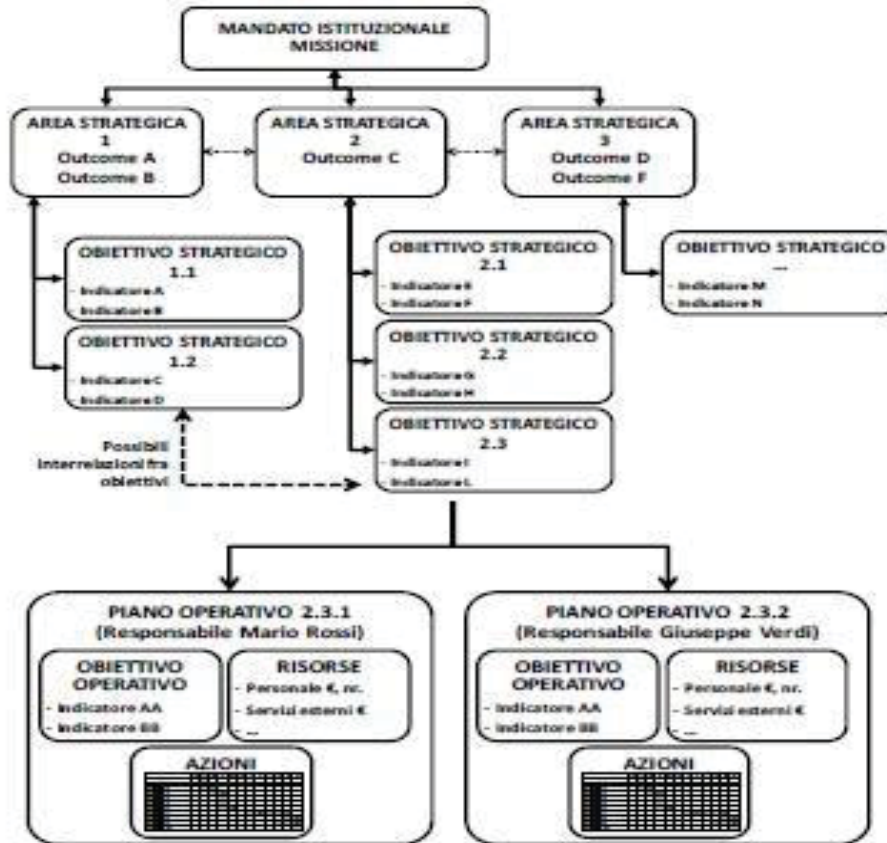 MANDATO ISTITUZIONALE
MISSIONE
AREA STRATEGICA
1
Outcome A
Outcome B
AREA STRATEGICA
2
Outcome C
AREA STRATEGICA
3
Outcome D
Outcome F
OBIETTIVO STRATEGICO
1.1
- Indicatore A
- Indicatore B
OBIETTIVO STRATEGICO
1.2
- Indicatore C
- Indicatore D
OBIETTIVO STRATEGICO
2.1
- Indicatore E
- Indicatore F
OBIETTIVO STRATEGICO
2.2
- Indicatore G
- Indicatore H
OBIETTIVO STRATEGICO
2.3
- Indicatore I
- Indicatore L
OBIETTIVO STRATEGICO
...
- Indicatore M
- Indicatore N
Possibili
interrelazioni fra
obiettivi
PIANO OPERATIVO 2.3.1
(Responsabile Mario Rossi)
OBIETTIVO
OPERATIVO
- Indicatore AA
- Indicatore BB
RISORSE
- Personale €, nr.
- Servizi esterni €
- ...
AZIONI
PIANO OPERATIVO 2.3.2
(Responsabile Giuseppe Verdi)
OBIETTIVO
OPERATIVO
- Indicatore AA
- Indicatore BB
RISORSE
- Personale €, nr.
- Servizi esterni €
- ...
AZIONI